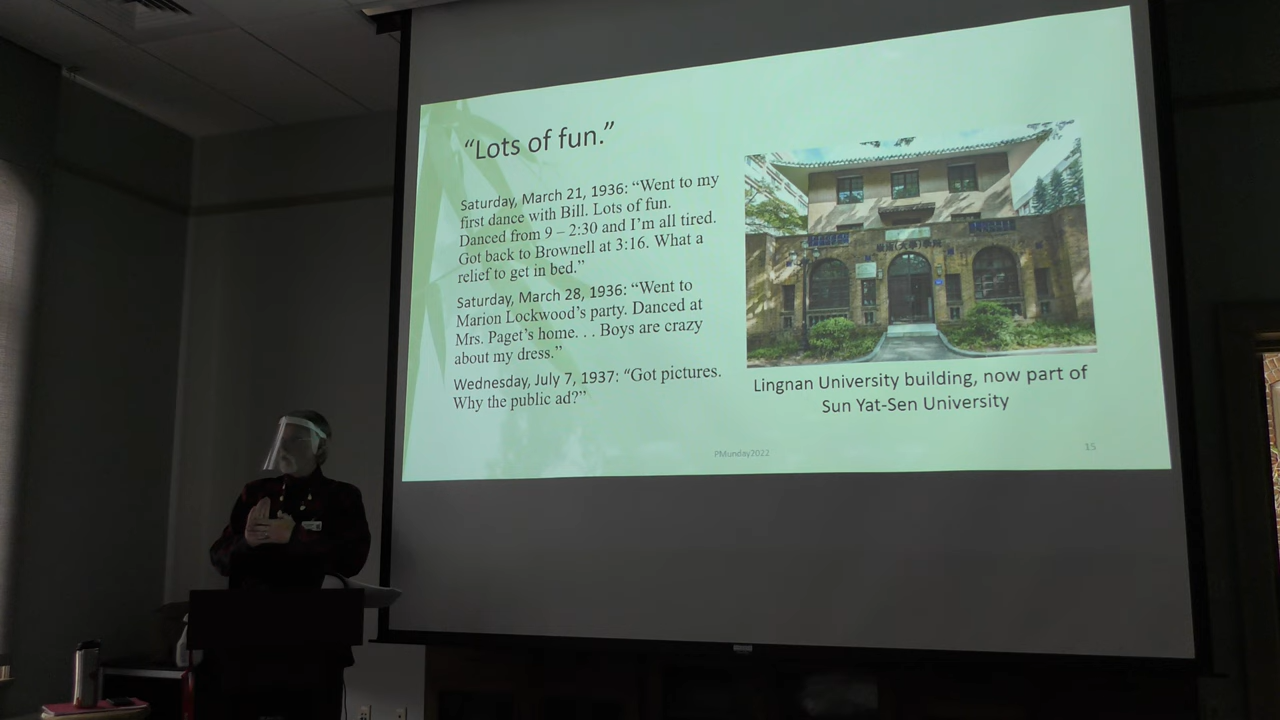 “Lots of fun.”
Saturday, March 21, 1936: “Went to my
first dance with Bill. Lots of fun.
Danced from 9 – 2:30 and I’m all tired.
Got back to Brownell at 3:16. What a
relief to get in bed.”
Saturday, March 28, 1936: “Went to
Marion Lockwood’s party. Danced at
Mrs. Paget’s home. . . Boys are crazy
about my dress.”
Wednesday, July 7, 1937: “Got pictures.
Why the public ad?”
Lingnan University building, now part of
Sun Yat-Sen University
PMunday2022
15